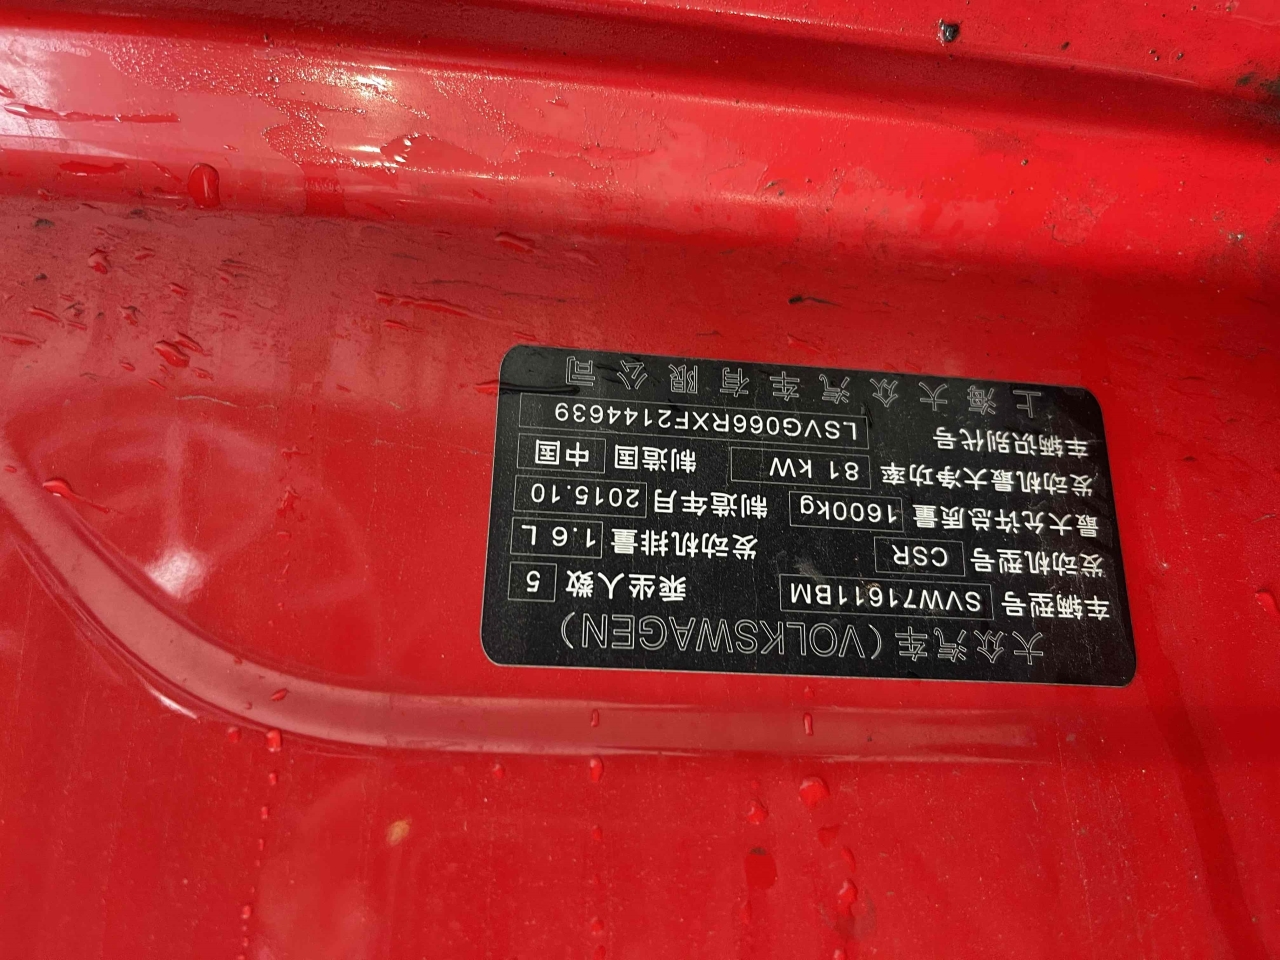 大众汽车(VOLKSWAGEN)
车辆型号 SVW71611BM 乘坐人数 5
发动机型号 CSR 发动机排量 1.6 L
最大允许总质量 1600kg 制造年月 2015.10
发动机最大净功率 81 kW 制造国 中国
车辆识别代号 LSVG066RXF2144639
上海大众汽车有限公司